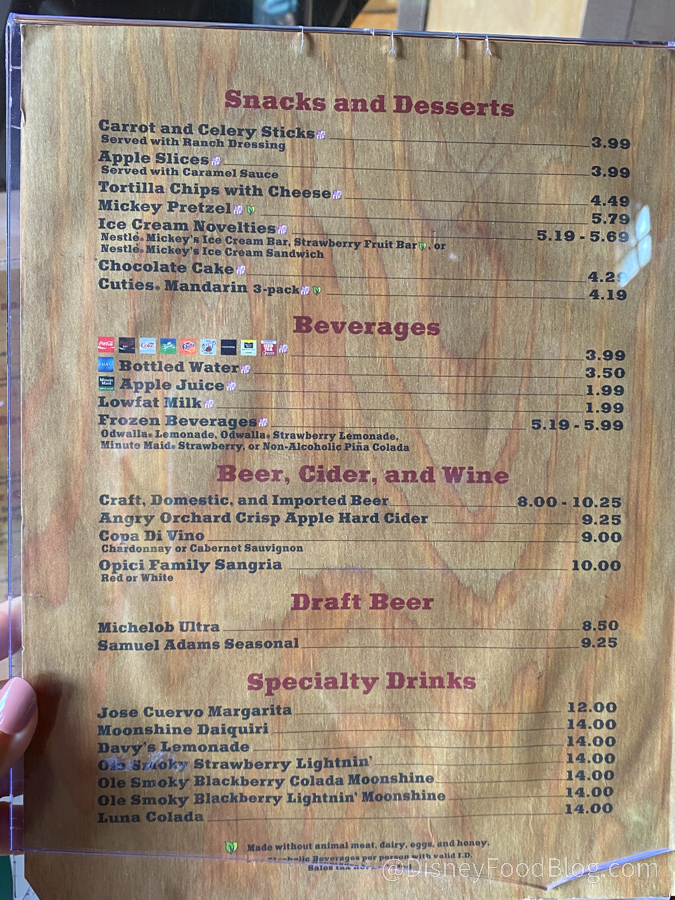 Snacks and Desserts
Carrot and Celery Sticks 3.99
Served with Ranch Dressing
Apple Slices 3.99
Served with Caramel Sauce
Tortilla Chips with Cheese 4.49
Mickey Pretzel 5.79
Ice Cream Novelties 5.19 - 5.69
Nestlé® Mickey's Ice Cream Bar, Strawberry Fruit Bar, or
Nestlé® Mickey's Ice Cream Sandwich
Chocolate Cake 4.29
Cuties® Mandarin 3-pack 4.19
Beverages
3.99
Bottled Water 3.50
Apple Juice 1.99
Lowfat Milk 1.99
Frozen Beverages 5.19 - 5.99
Odwalla® Lemonade, Odwalla® Strawberry Lemonade,
Minute Maid® Strawberry, or Non-Alcoholic Piña Colada
Beer, Cider, and Wine
Craft, Domestic, and Imported Beer 8.00 - 10.25
Angry Orchard Crisp Apple Hard Cider 9.25
Copa Di Vino 9.00
Chardonnay or Cabernet Sauvignon
Opici Family Sangria 10.00
Red or White
Draft Beer
Michelob Ultra 8.50
Samuel Adams Seasonal 9.25
Specialty Drinks
Jose Cuervo Margarita 12.00
Moonshine Daiquiri 14.00
Davy's Lemonade 14.00
Ole Smoky Strawberry Lightnin' 14.00
Ole Smoky Blackberry Colada Moonshine 14.00
Ole Smoky Blackberry Lightnin' Moonshine 14.00
Luna Colada 14.00
Made without animal meat, dairy, eggs, and honey.
Beverages per person with valid I.D.
Sales tax
@DisneyFoodBlog.com